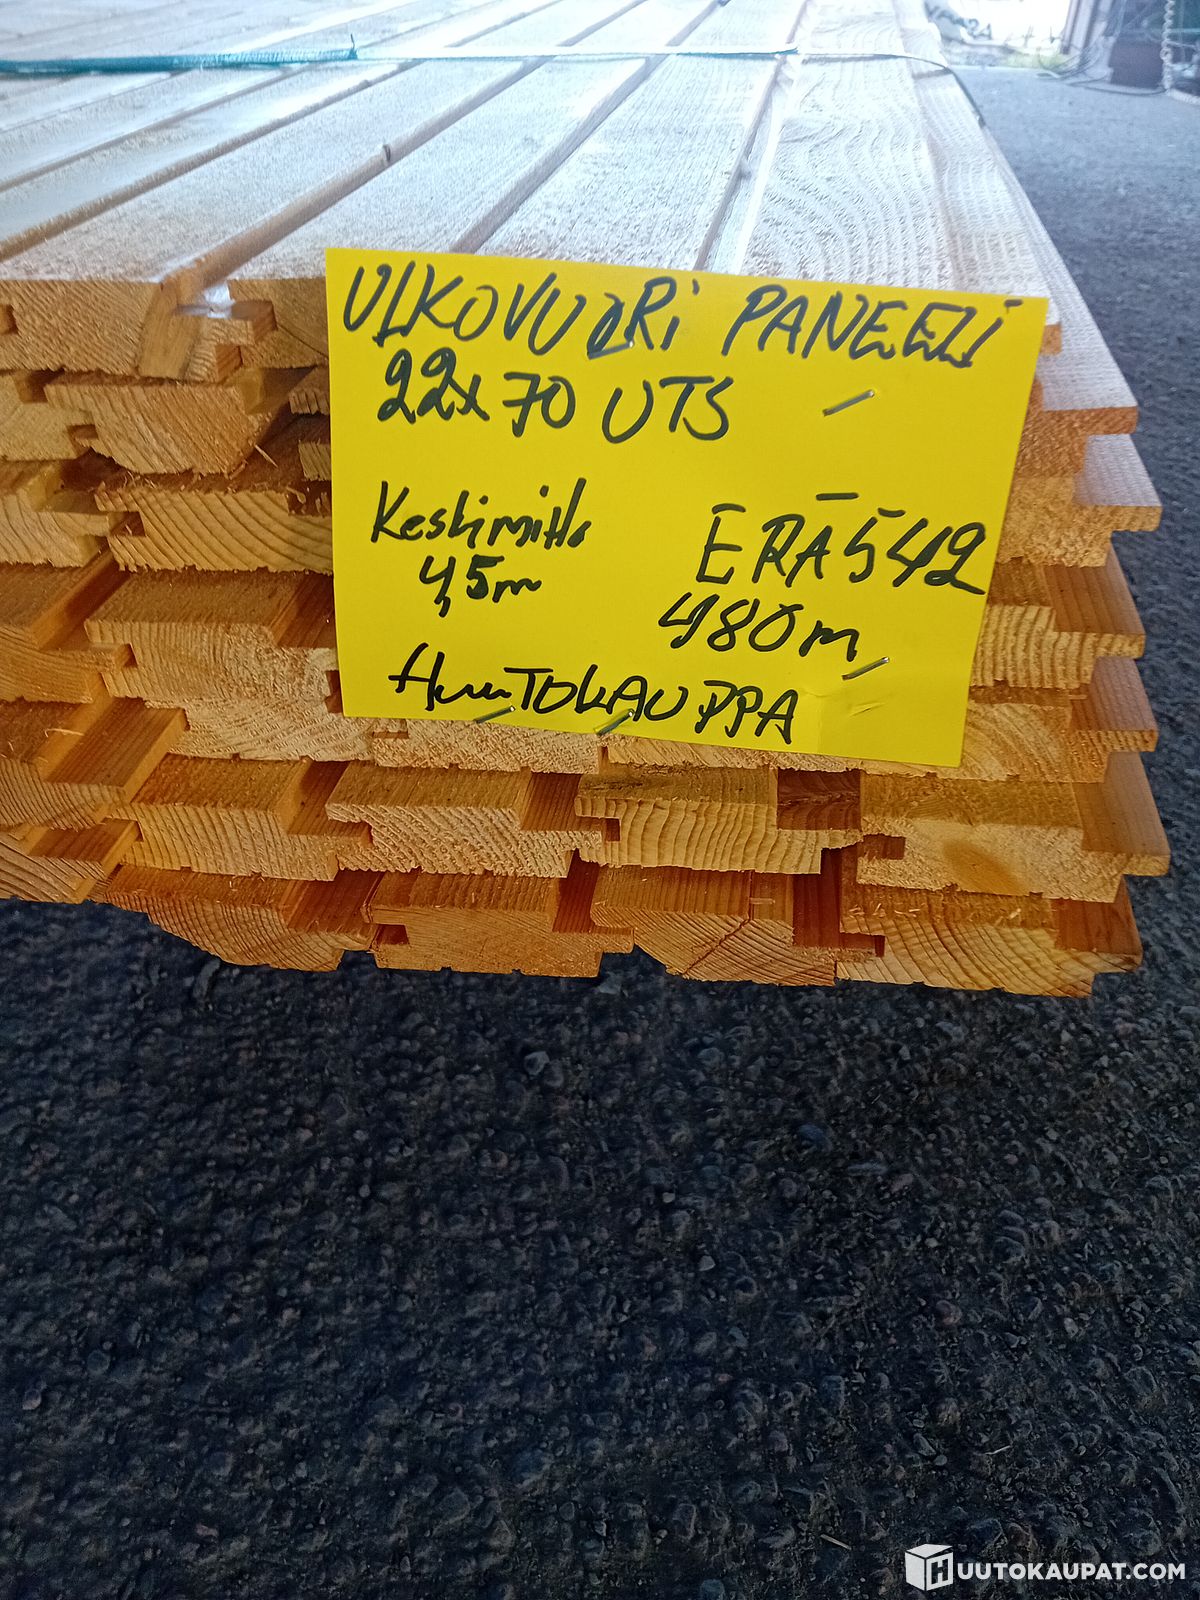 ULKOVUORi PANEELI
22x70 UTS
Keskimitta
4,5m
ERÄ 542
480m
HuuTOKAUPPA
HUUTOKAUPAT.COM